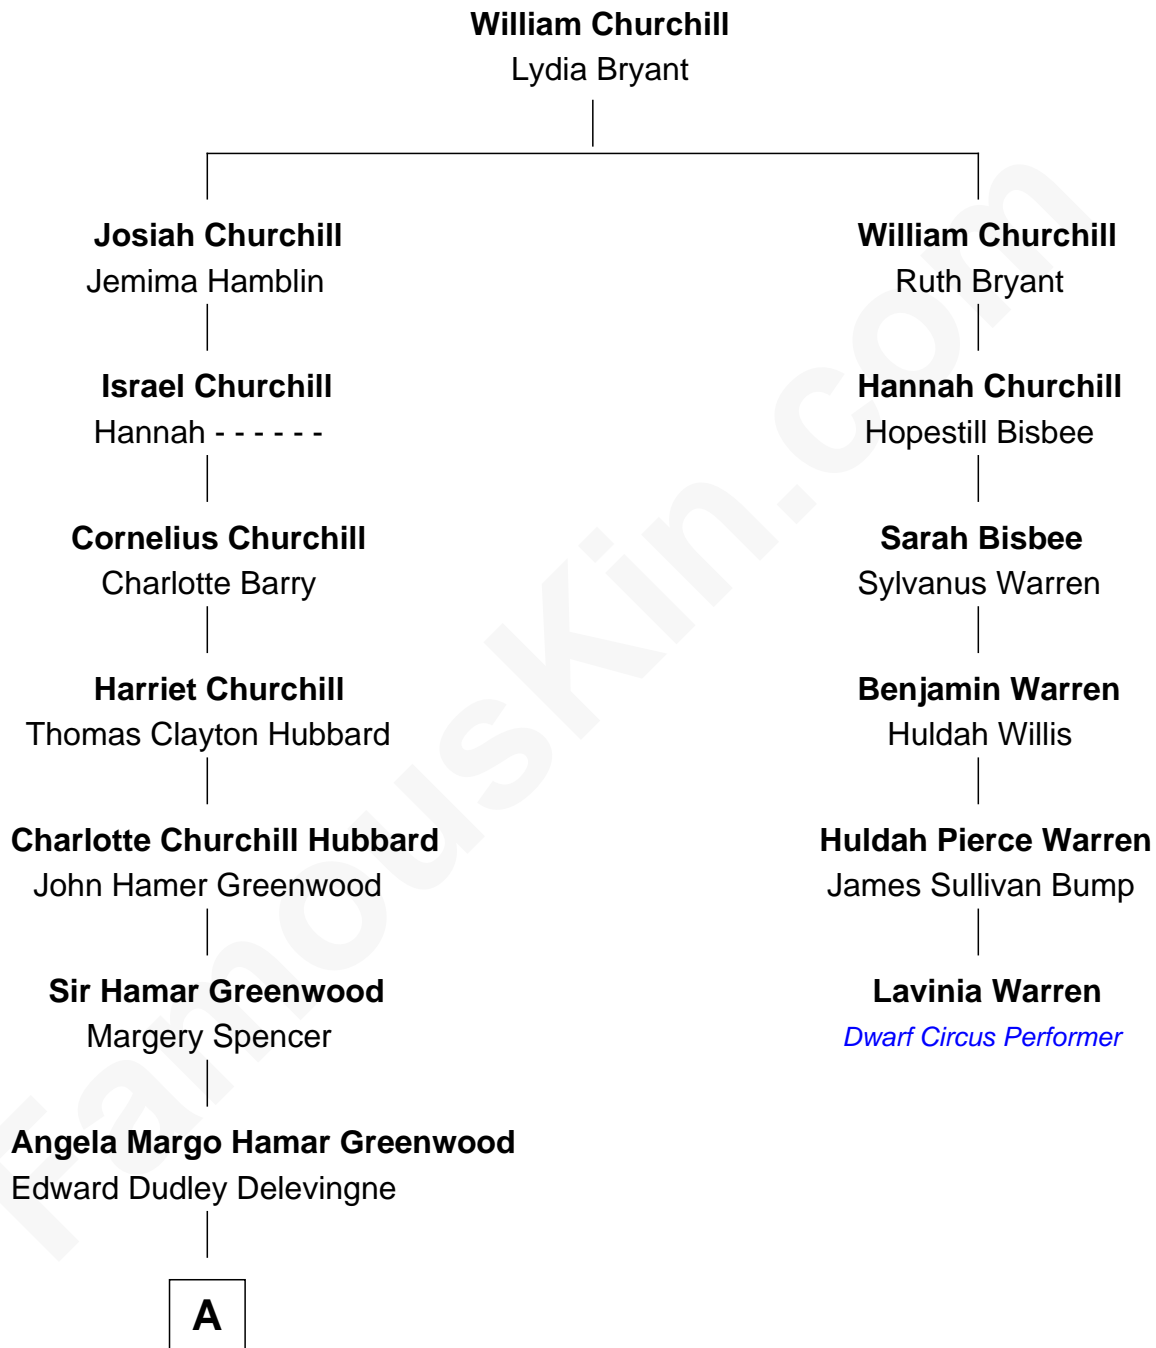 William Churchill
Lydia Bryant
Josiah Churchill
Jemima Hamblin
William Churchill
Ruth Bryant
Israel Churchill
Hannah - - - - - -
Hannah Churchill
Hopestill Bisbee
Cornelius Churchill
Charlotte Barry
Sarah Bisbee
Sylvanus Warren
Harriet Churchill
Thomas Clayton Hubbard
Benjamin Warren
Huldah Willis
Charlotte Churchill Hubbard
John Hamer Greenwood
Huldah Pierce Warren
James Sullivan Bump
Sir Hamar Greenwood
Margery Spencer
Lavinia Warren
Dwarf Circus Performer
Angela Margo Hamar Greenwood
Edward Dudley Delevingne
A
FamousKin.com